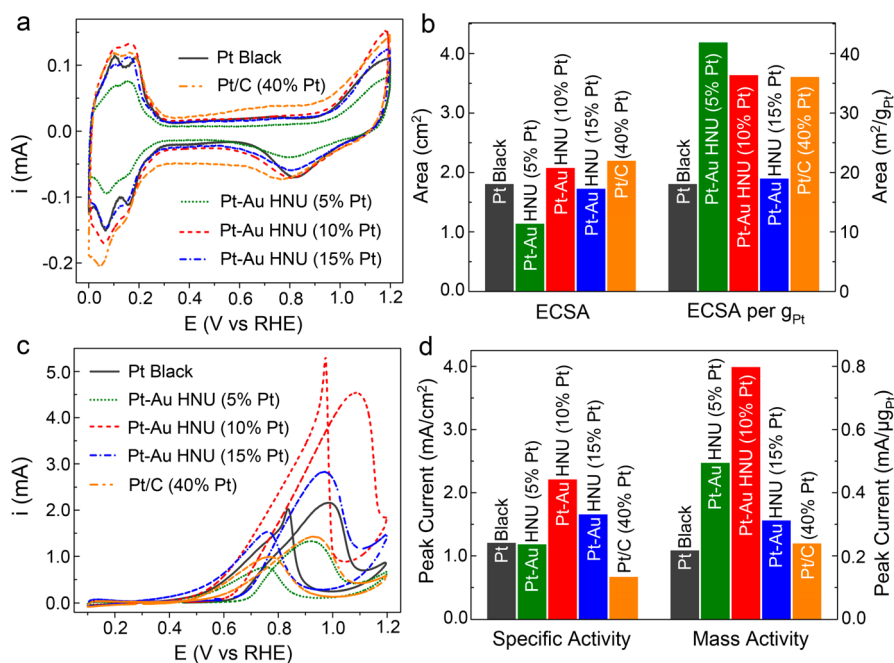 a
i (mA)
0.1
0.0
-0.1
-0.2
Pt Black
Pt/C (40% Pt)
Pt-Au HNU (5% Pt)
Pt-Au HNU (10% Pt)
Pt-Au HNU (15% Pt)
0.0 0.2 0.4 0.6 0.8 1.0 1.2
E (V vs RHE)
b
Area (cm²)
4.0
3.0
2.0
1.0
0.0
Pt Black
Pt-Au HNU (5% Pt)
Pt-Au HNU (10% Pt)
Pt-Au HNU (15% Pt)
Pt/C (40% Pt)
Pt Black
Pt-Au HNU (5% Pt)
Pt-Au HNU (10% Pt)
Pt-Au HNU (15% Pt)
Pt/C (40% Pt)
40
30
20
10
0
Area (m²/gPt)
ECSA ECSA per gPt
c
i (mA)
5.0
4.0
3.0
2.0
1.0
0.0
Pt Black
Pt-Au HNU (5% Pt)
Pt-Au HNU (10% Pt)
Pt-Au HNU (15% Pt)
Pt/C (40% Pt)
0.2 0.4 0.6 0.8 1.0 1.2
E (V vs RHE)
d
Peak Current (mA/cm²)
4.0
3.0
2.0
1.0
0.0
Pt Black
Pt-Au HNU (5% Pt)
Pt-Au HNU (10% Pt)
Pt-Au HNU (15% Pt)
Pt/C (40% Pt)
Pt Black
Pt-Au HNU (5% Pt)
Pt-Au HNU (10% Pt)
Pt-Au HNU (15% Pt)
Pt/C (40% Pt)
0.8
0.6
0.4
0.2
0.0
Peak Current (mA/µgPt)
Specific Activity Mass Activity